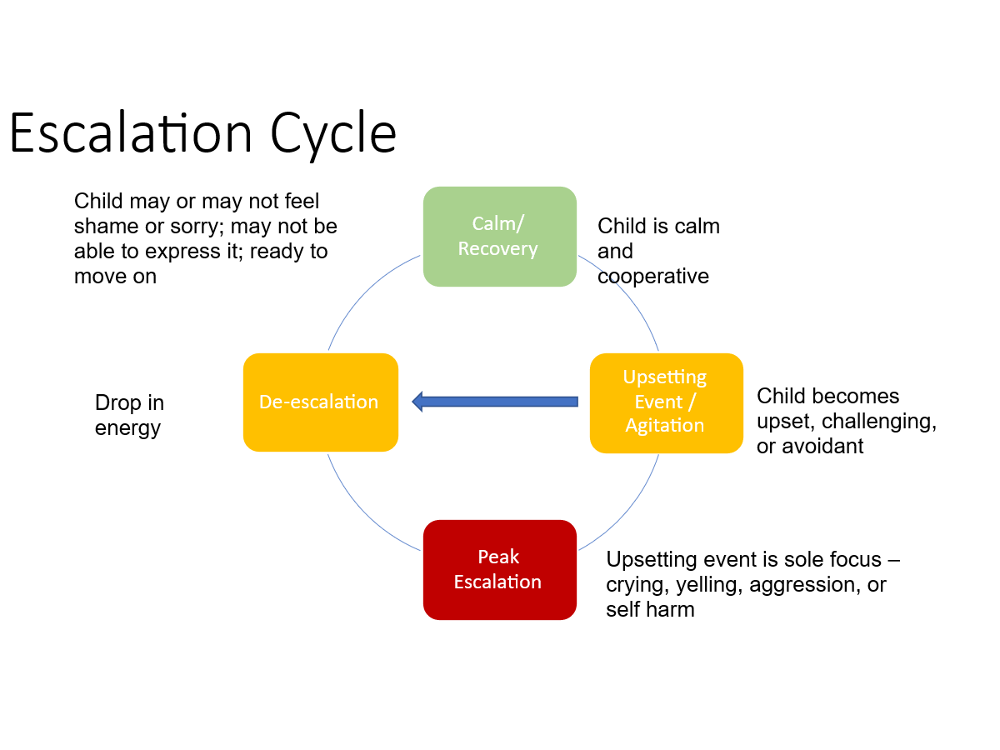 Escalation Cycle
Child may or may not feel
shame or sorry; may not be
able to express it; ready to
move on
Calm/
Recovery
Child is calm
and
cooperative
Drop in
energy
De-escalation
Upsetting
Event /
Agitation
Child becomes
upset, challenging,
or avoidant
Peak
Escalation
Upsetting event is sole focus –
crying, yelling, aggression, or
self harm